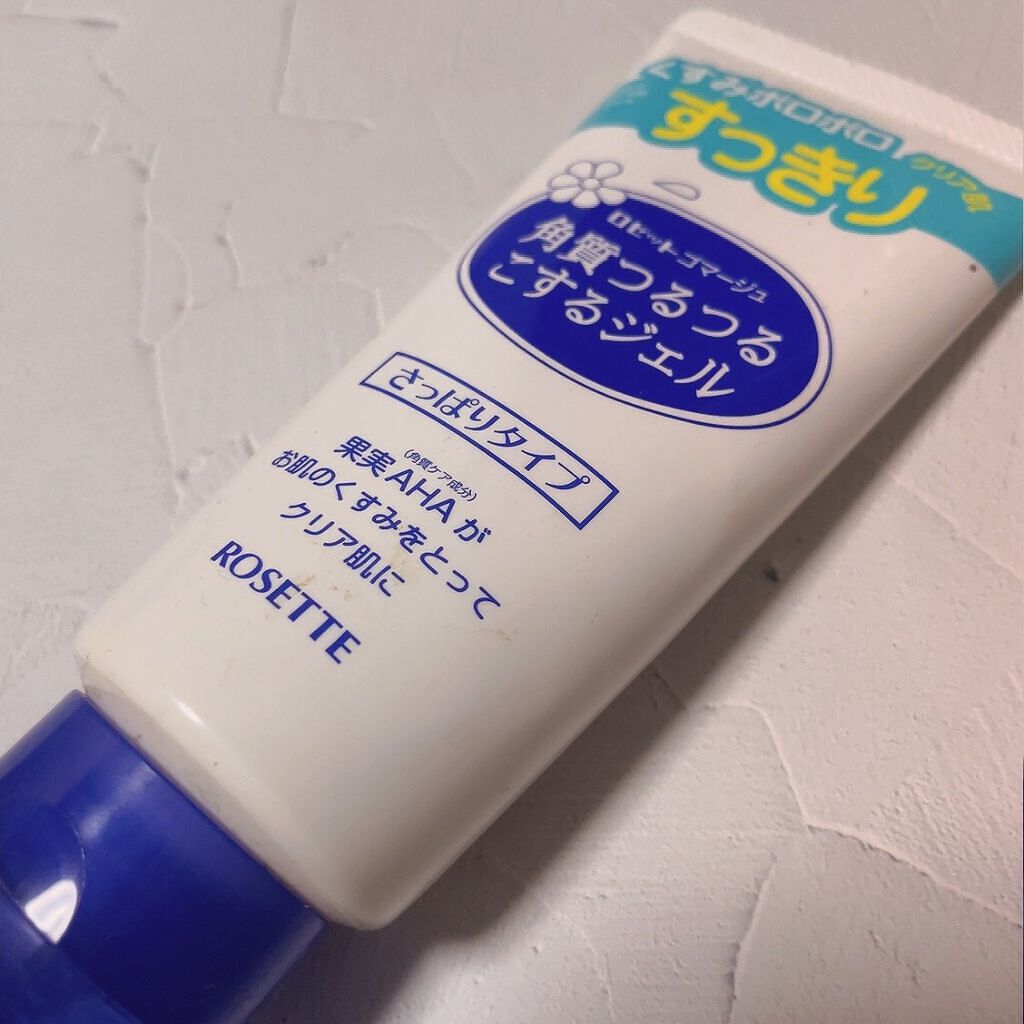 くすみポロポロ
すっきり
クリア肌
ロゼット ゴマージュ
角質つるつる
こするジェル
さっぱりタイプ
(角質ケア成分)
果実AHAが
お肌のくすみをとって
クリア肌に
ROSETTE